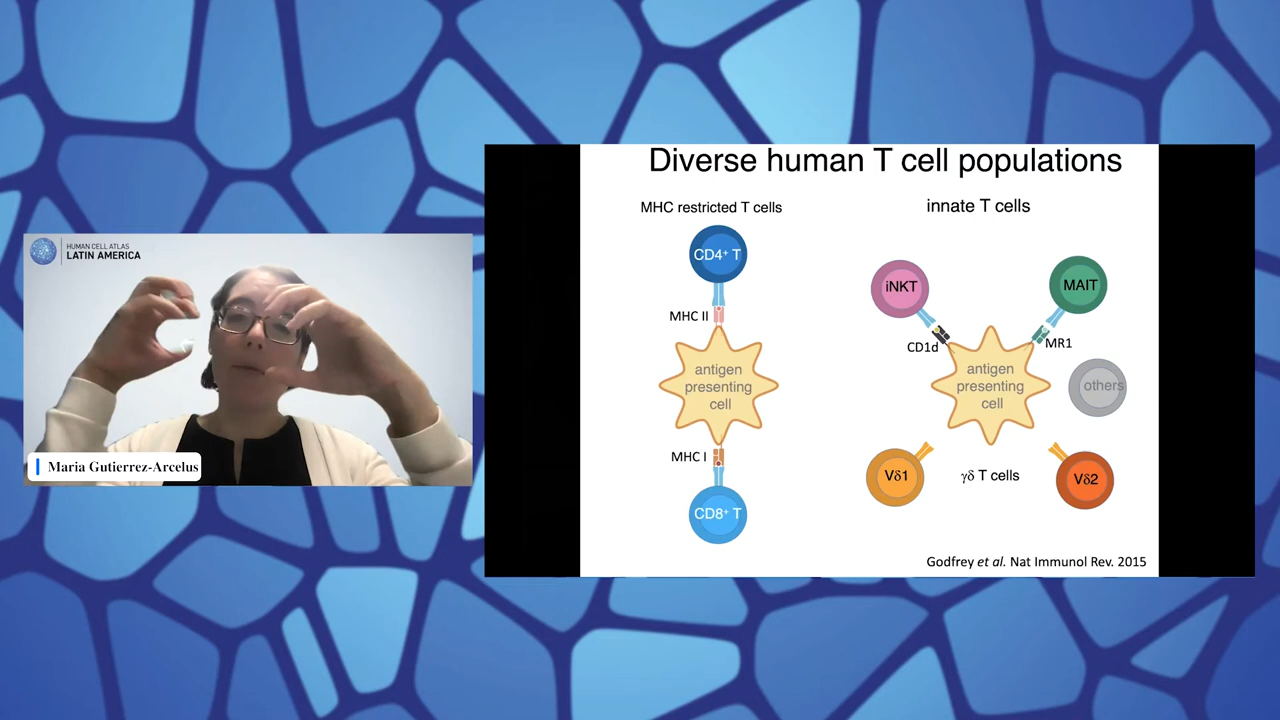 HUMAN CELL ATLAS
LATIN AMERICA
Maria Gutierrez-Arcelus
Diverse human T cell populations
MHC restricted T cells
CD4⁺ T
MHC II
antigen
presenting
cell
MHC I
CD8⁺ T
innate T cells
iNKT
MAIT
CD1d
MR1
antigen
presenting
cell
others
Vδ1
γδ T cells
Vδ2
Godfrey et al. Nat Immunol Rev. 2015